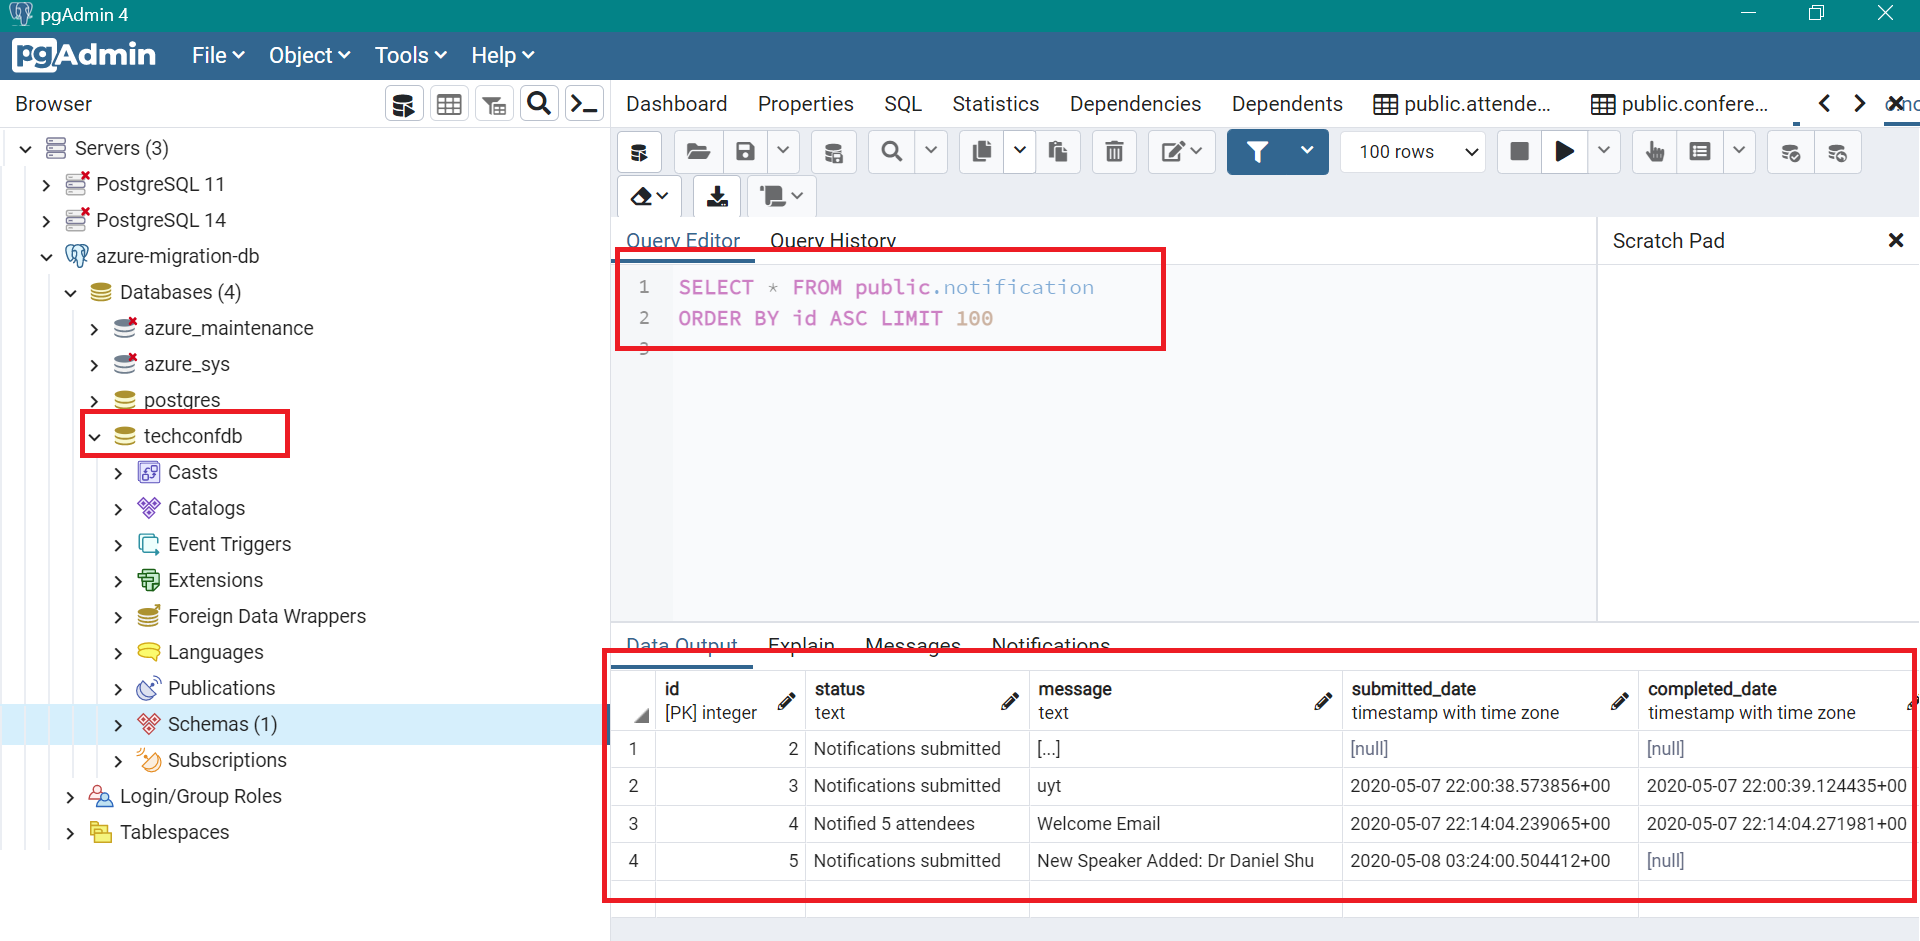 pgAdmin 4
pgAdmin File Object Tools Help
Browser
Servers (3)
PostgreSQL 11
PostgreSQL 14
azure-migration-db
Databases (4)
azure_maintenance
azure_sys
postgres
techconfdb
Casts
Catalogs
Event Triggers
Extensions
Foreign Data Wrappers
Languages
Publications
Schemas (1)
Subscriptions
Login/Group Roles
Tablespaces
Dashboard Properties SQL Statistics Dependencies Dependents public.attende... public.confere...
100 rows
Query Editor Query History
Scratch Pad
1 SELECT * FROM public.notification
2 ORDER BY id ASC LIMIT 100
3
Data Output Explain Messages Notifications
id status message submitted_date completed_date
[PK] integer text text timestamp with time zone timestamp with time zone
1 2 Notifications submitted [...] [null] [null]
2 3 Notifications submitted uyt 2020-05-07 22:00:38.573856+00 2020-05-07 22:00:39.124435+00
3 4 Notified 5 attendees Welcome Email 2020-05-07 22:14:04.239065+00 2020-05-07 22:14:04.271981+00
4 5 Notifications submitted New Speaker Added: Dr Daniel Shu 2020-05-08 03:24:00.504412+00 [null]